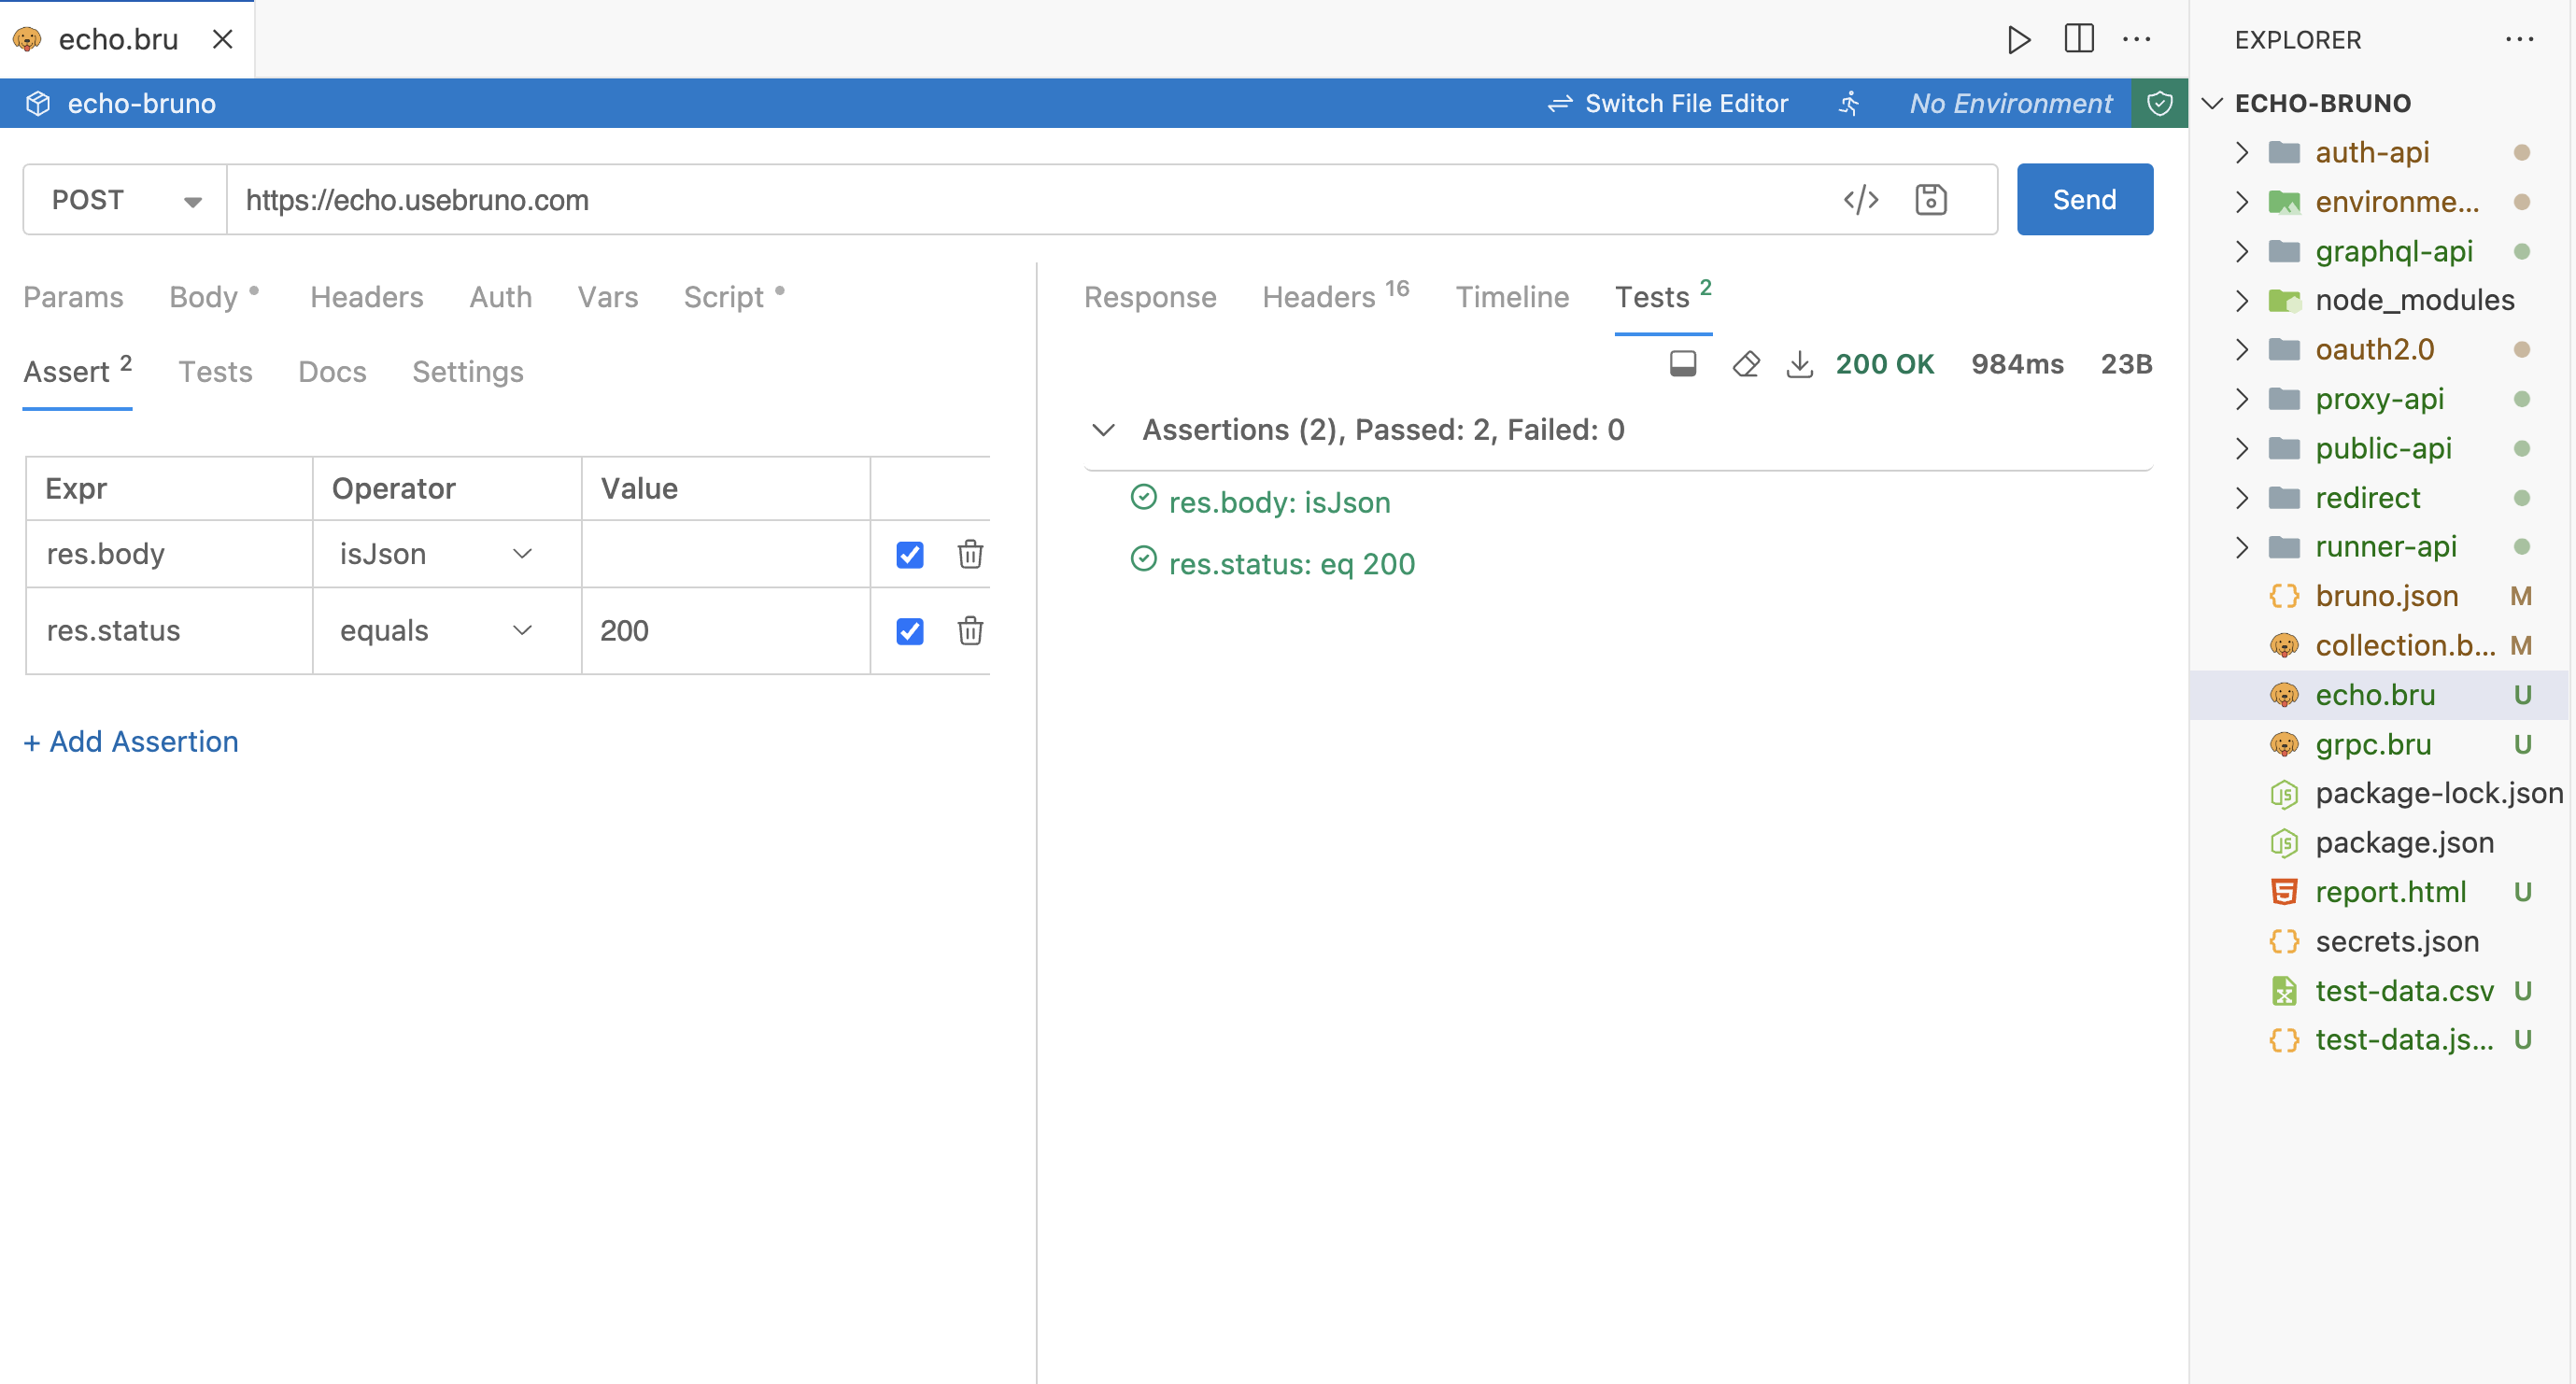 echo.bru
echo-bruno
Switch File Editor
No Environment
POST
https://echo.usebruno.com
Send
Params
Body
Headers
Auth
Vars
Script
Assert 2
Tests
Docs
Settings
Expr Operator Value
res.body isJson
res.status equals 200
+ Add Assertion
Response
Headers 16
Timeline
Tests 2
200 OK 984ms 23B
Assertions (2), Passed: 2, Failed: 0
res.body: isJson
res.status: eq 200
EXPLORER
ECHO-BRUNO
auth-api
environme...
graphql-api
node_modules
oauth2.0
proxy-api
public-api
redirect
runner-api
bruno.json M
collection.b... M
echo.bru U
grpc.bru U
package-lock.json
package.json
report.html U
secrets.json
test-data.csv U
test-data.js... U